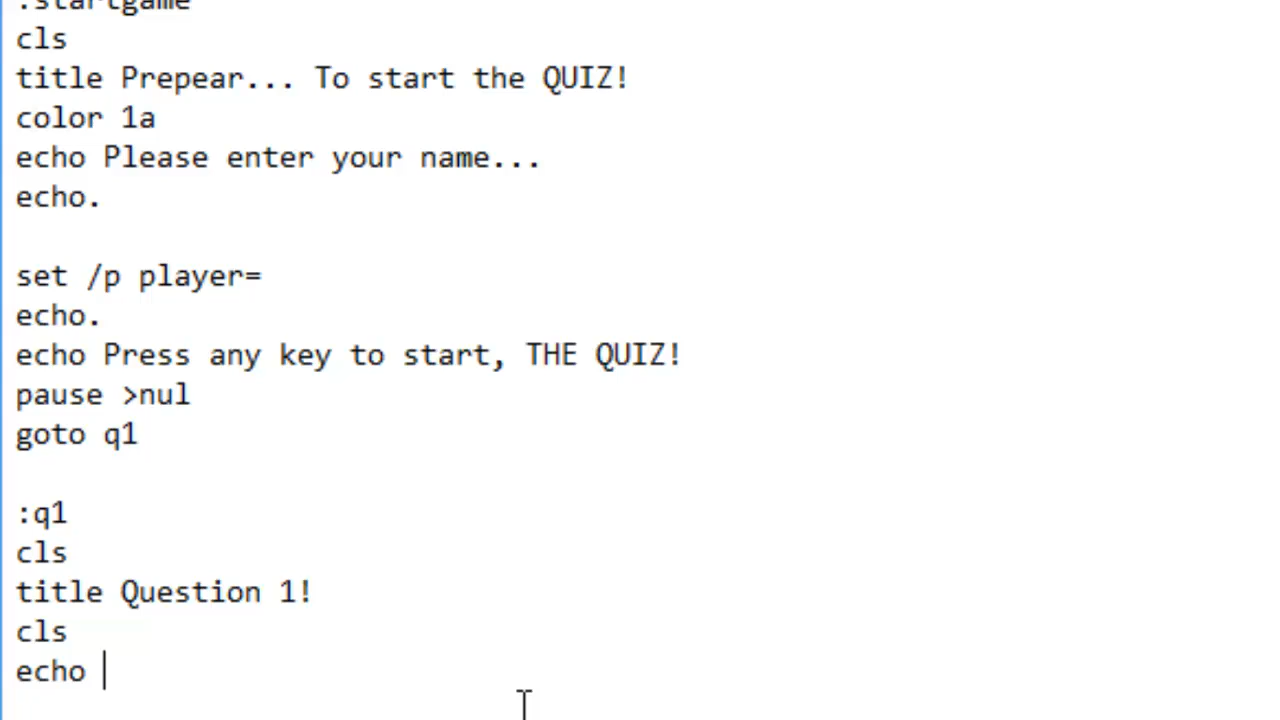 :startgame
cls
title Prepear... To start the QUIZ!
color 1a
echo Please enter your name...
echo.
set /p player=
echo.
echo Press any key to start, THE QUIZ!
pause >nul
goto q1
:q1
cls
title Question 1!
cls
echo